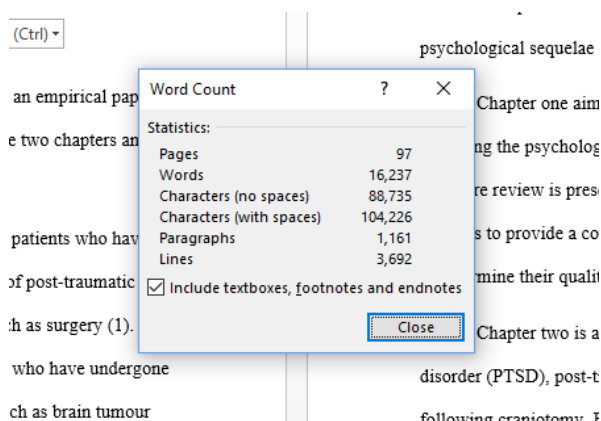 (Ctrl)
an empirical pap
e two chapters an
patients who hav
of post-traumatic
ch as surgery (1).
who have undergone
ch as brain tumour
Word Count
?
Statistics:
Pages 97
Words 16,237
Characters (no spaces) 88,735
Characters (with spaces) 104,226
Paragraphs 1,161
Lines 3,692
Include textboxes, footnotes and endnotes
Close
psychological sequelae
Chapter one aim
ng the psycholog
re review is prese
s to provide a co
mine their qualit
Chapter two is a
disorder (PTSD), post-t
following craniotomy.